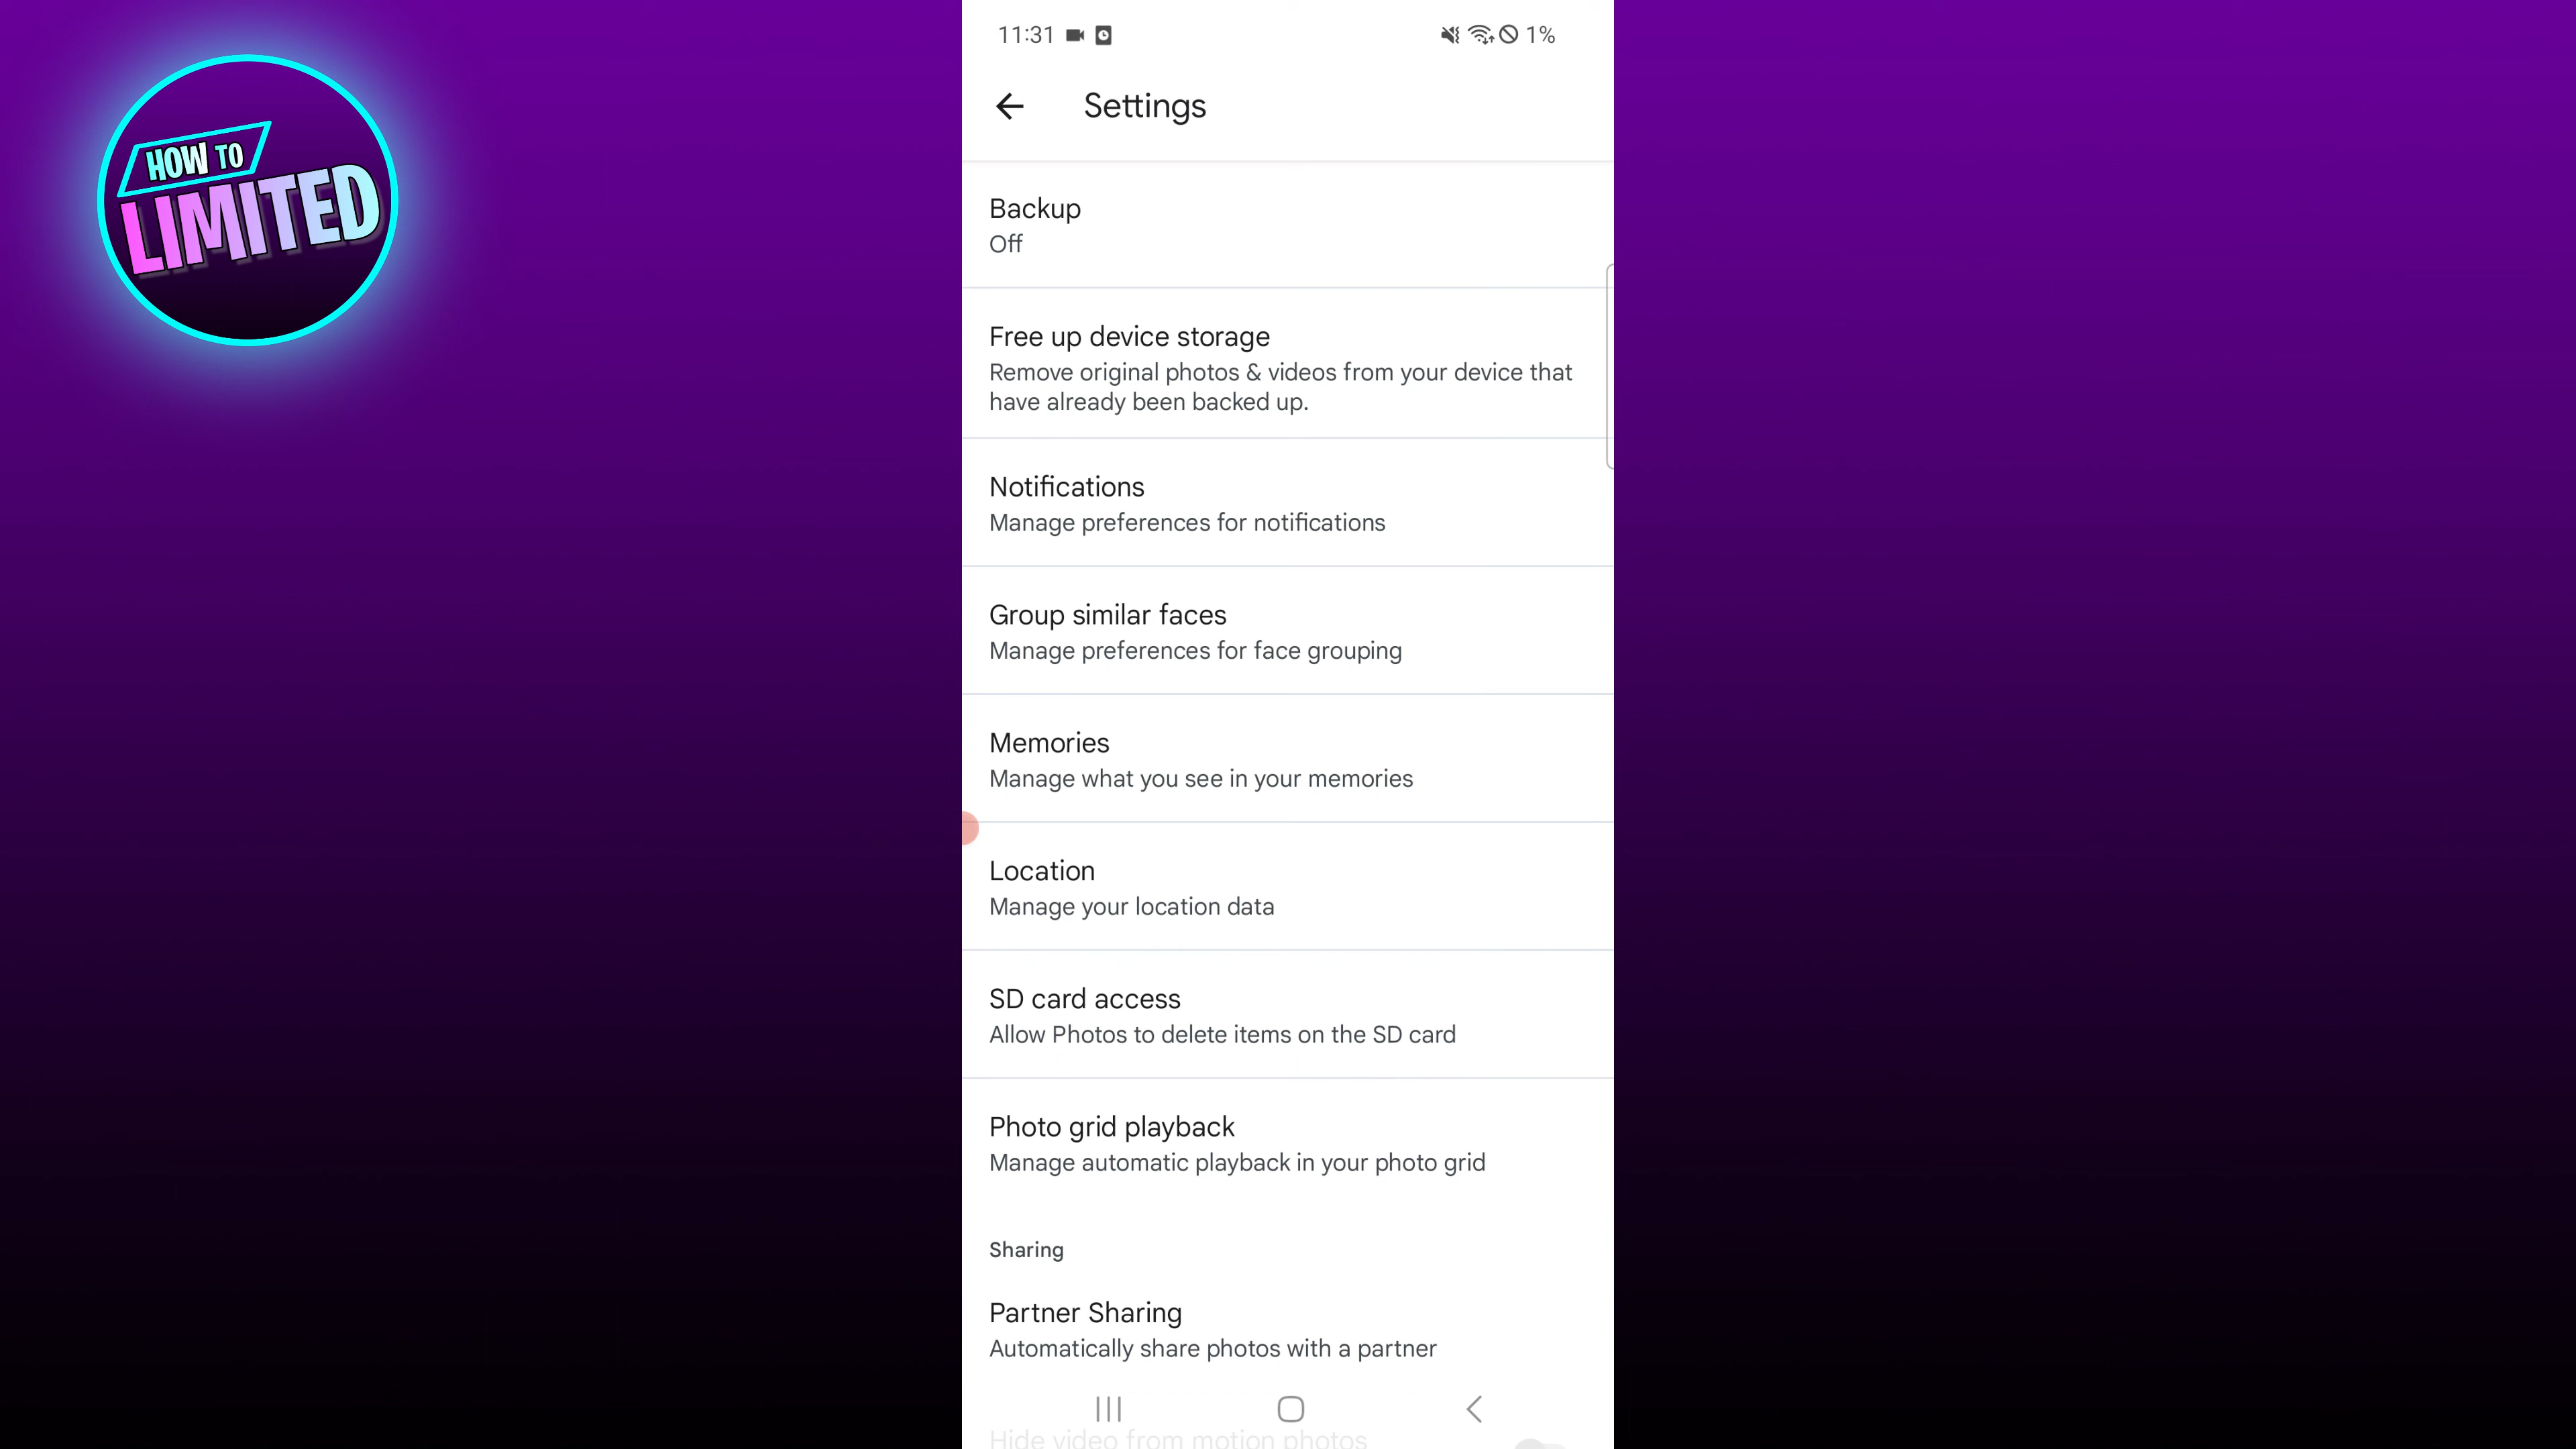 HOW TO
LIMITED
11:31
1%
Settings
Backup
Off
Free up device storage
Remove original photos & videos from your device that
have already been backed up.
Notifications
Manage preferences for notifications
Group similar faces
Manage preferences for face grouping
Memories
Manage what you see in your memories
Location
Manage your location data
SD card access
Allow Photos to delete items on the SD card
Photo grid playback
Manage automatic playback in your photo grid
Sharing
Partner Sharing
Automatically share photos with a partner
Hide video from motion photos